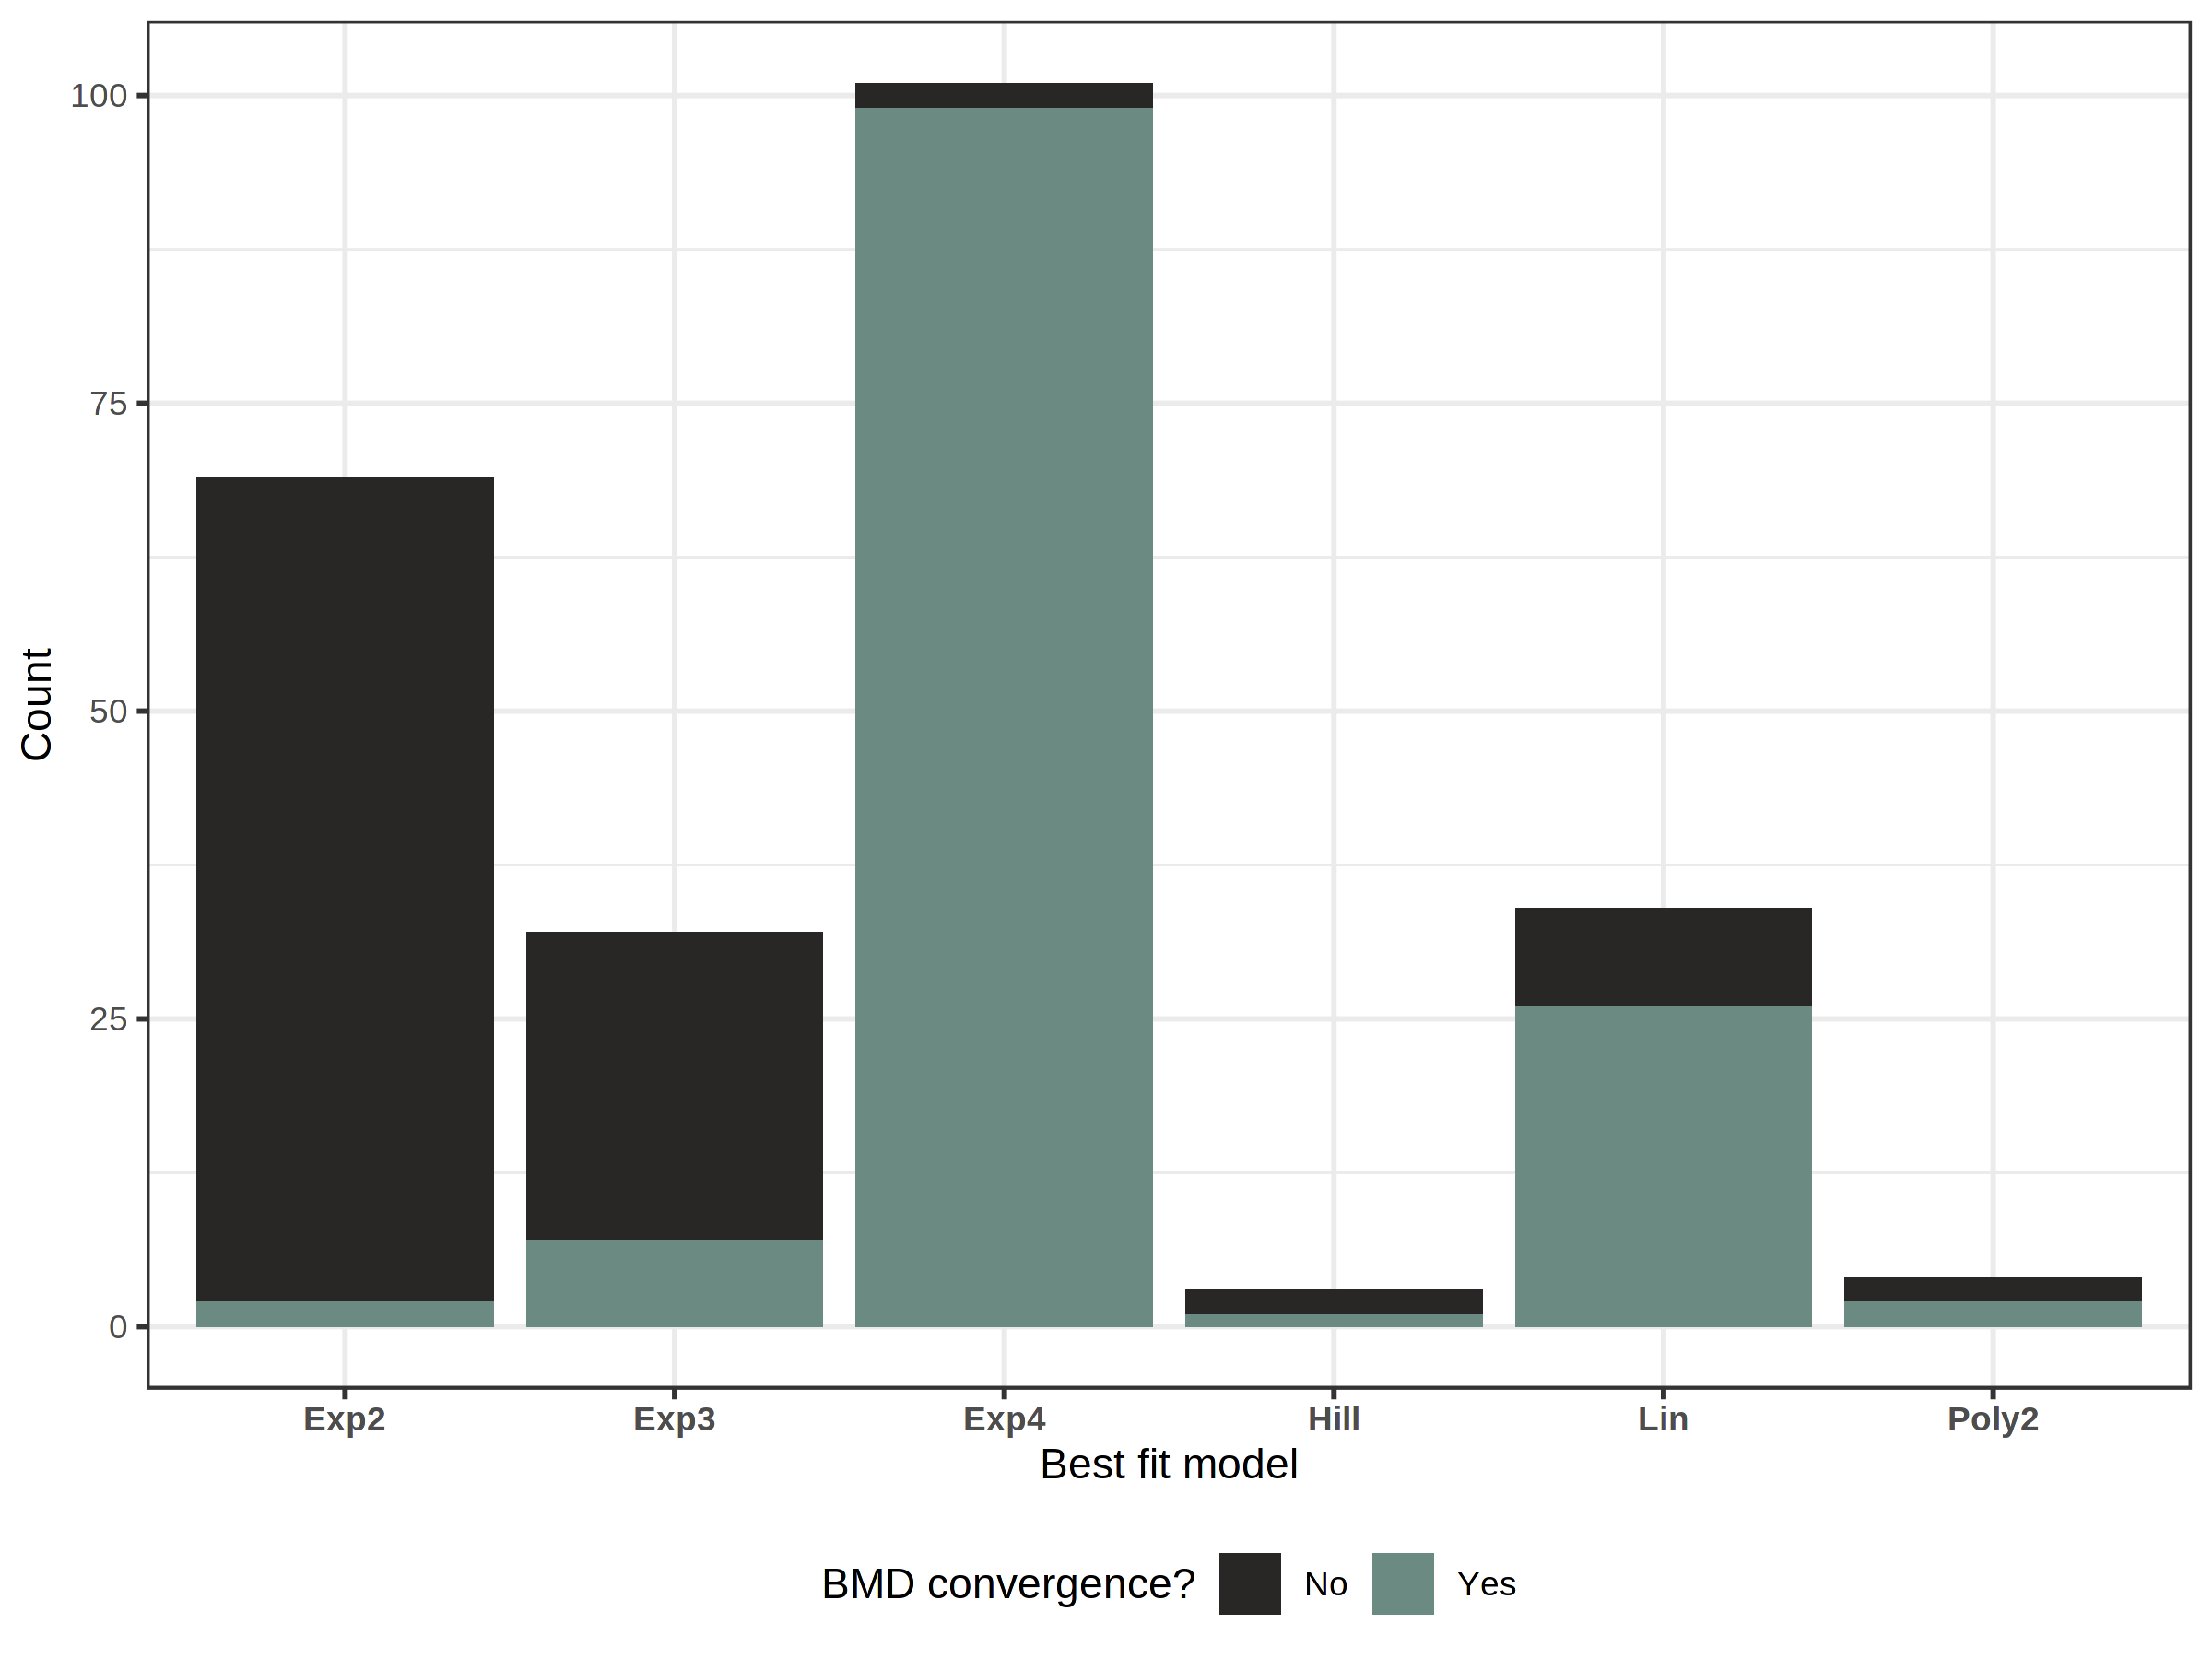 100
75
50
25
0
Count
Exp2 Exp3 Exp4 Hill Lin Poly2
Best fit model
BMD convergence? No Yes